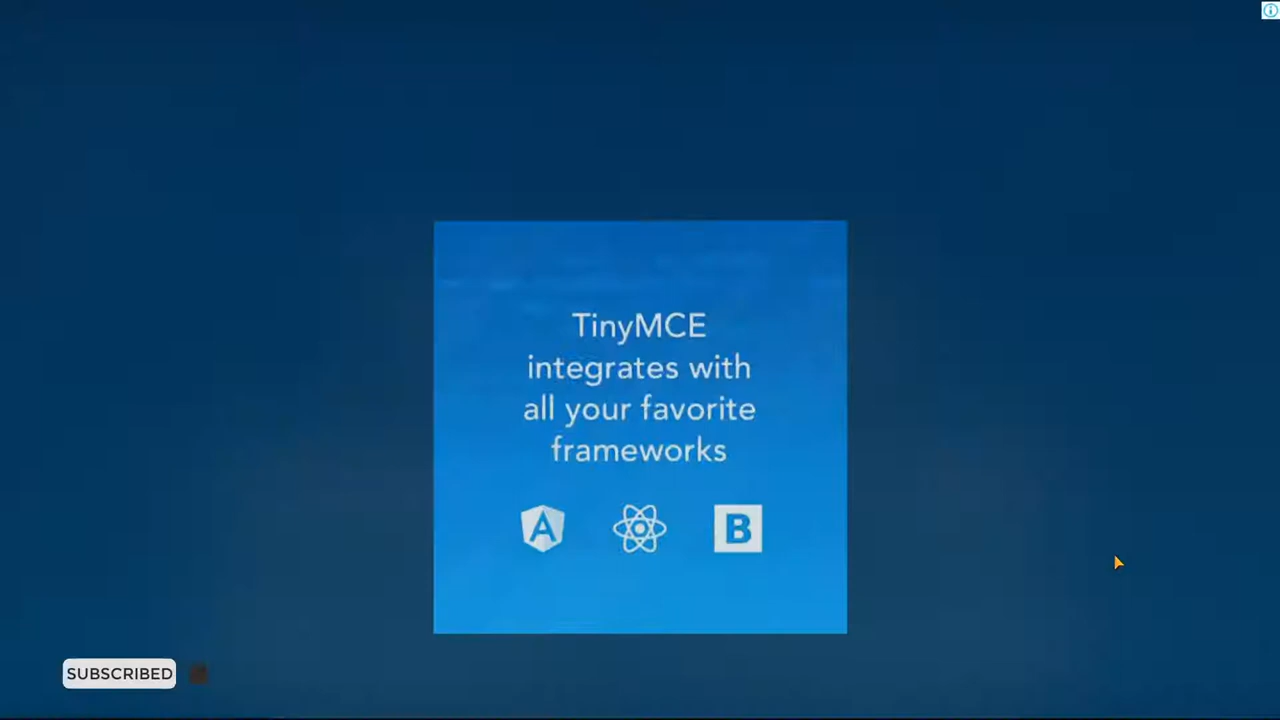 TinyMCE
integrates with
all your favorite
frameworks
A
B
SUBSCRIBED